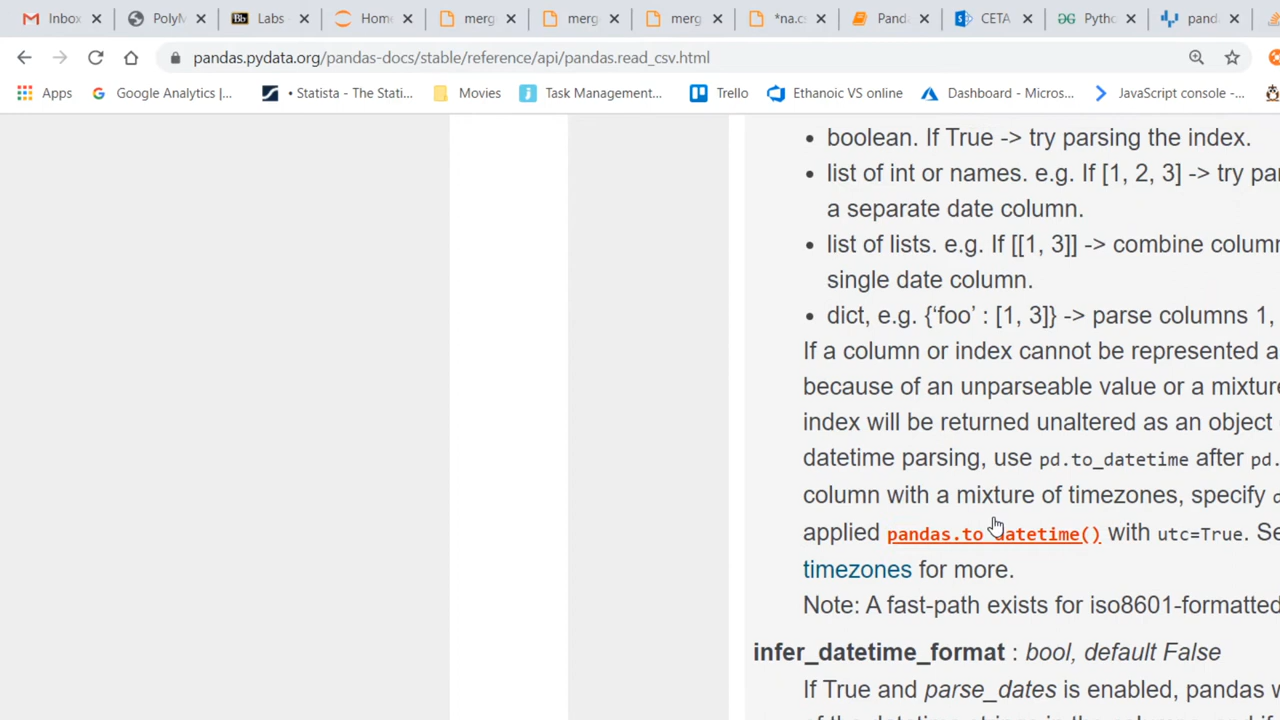 Inbox PolyM Labs - Home merg merg merg *na.cs Panda CETA Pytho pand
pandas.pydata.org/pandas-docs/stable/reference/api/pandas.read_csv.html
Apps Google Analytics |... • Statista - The Stati... Movies Task Management... Trello Ethanoic VS online Dashboard - Micros... JavaScript console -...
• boolean. If True -> try parsing the index.
• list of int or names. e.g. If [1, 2, 3] -> try pa
a separate date column.
• list of lists. e.g. If [[1, 3]] -> combine colum
single date column.
• dict, e.g. {‘foo’ : [1, 3]} -> parse columns 1,
If a column or index cannot be represented a
because of an unparseable value or a mixture
index will be returned unaltered as an object
datetime parsing, use pd.to_datetime after pd.
column with a mixture of timezones, specify
applied pandas.to_datetime() with utc=True. Se
timezones for more.
Note: A fast-path exists for iso8601-formatted
infer_datetime_format : bool, default False
If True and parse_dates is enabled, pandas w